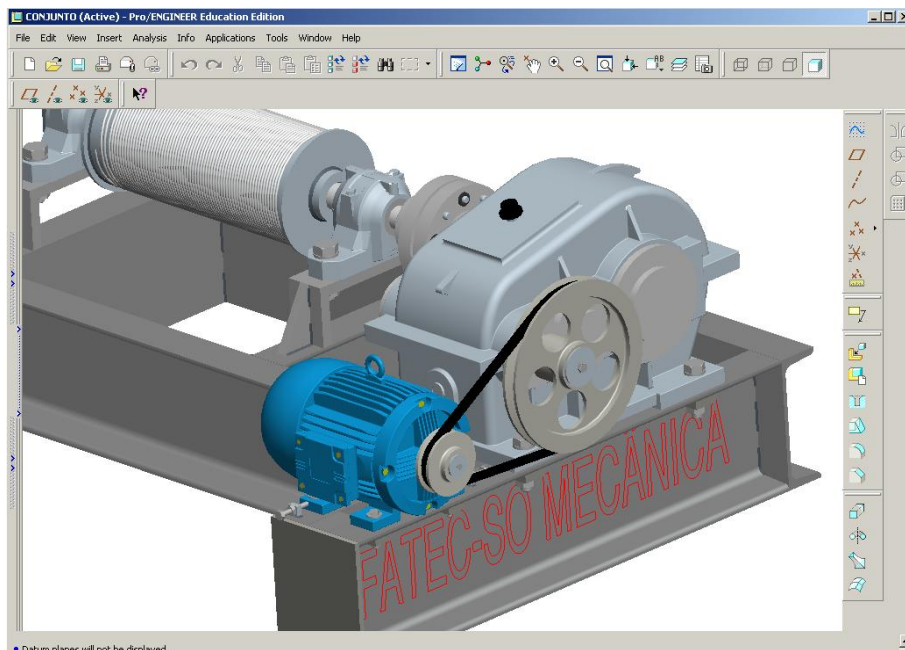 CONJUNTO (Active) - Pro/ENGINEER Education Edition
File Edit View Insert Analysis Info Applications Tools Window Help
FATEC-SO MECANICA
Datum planes will not be displayed.